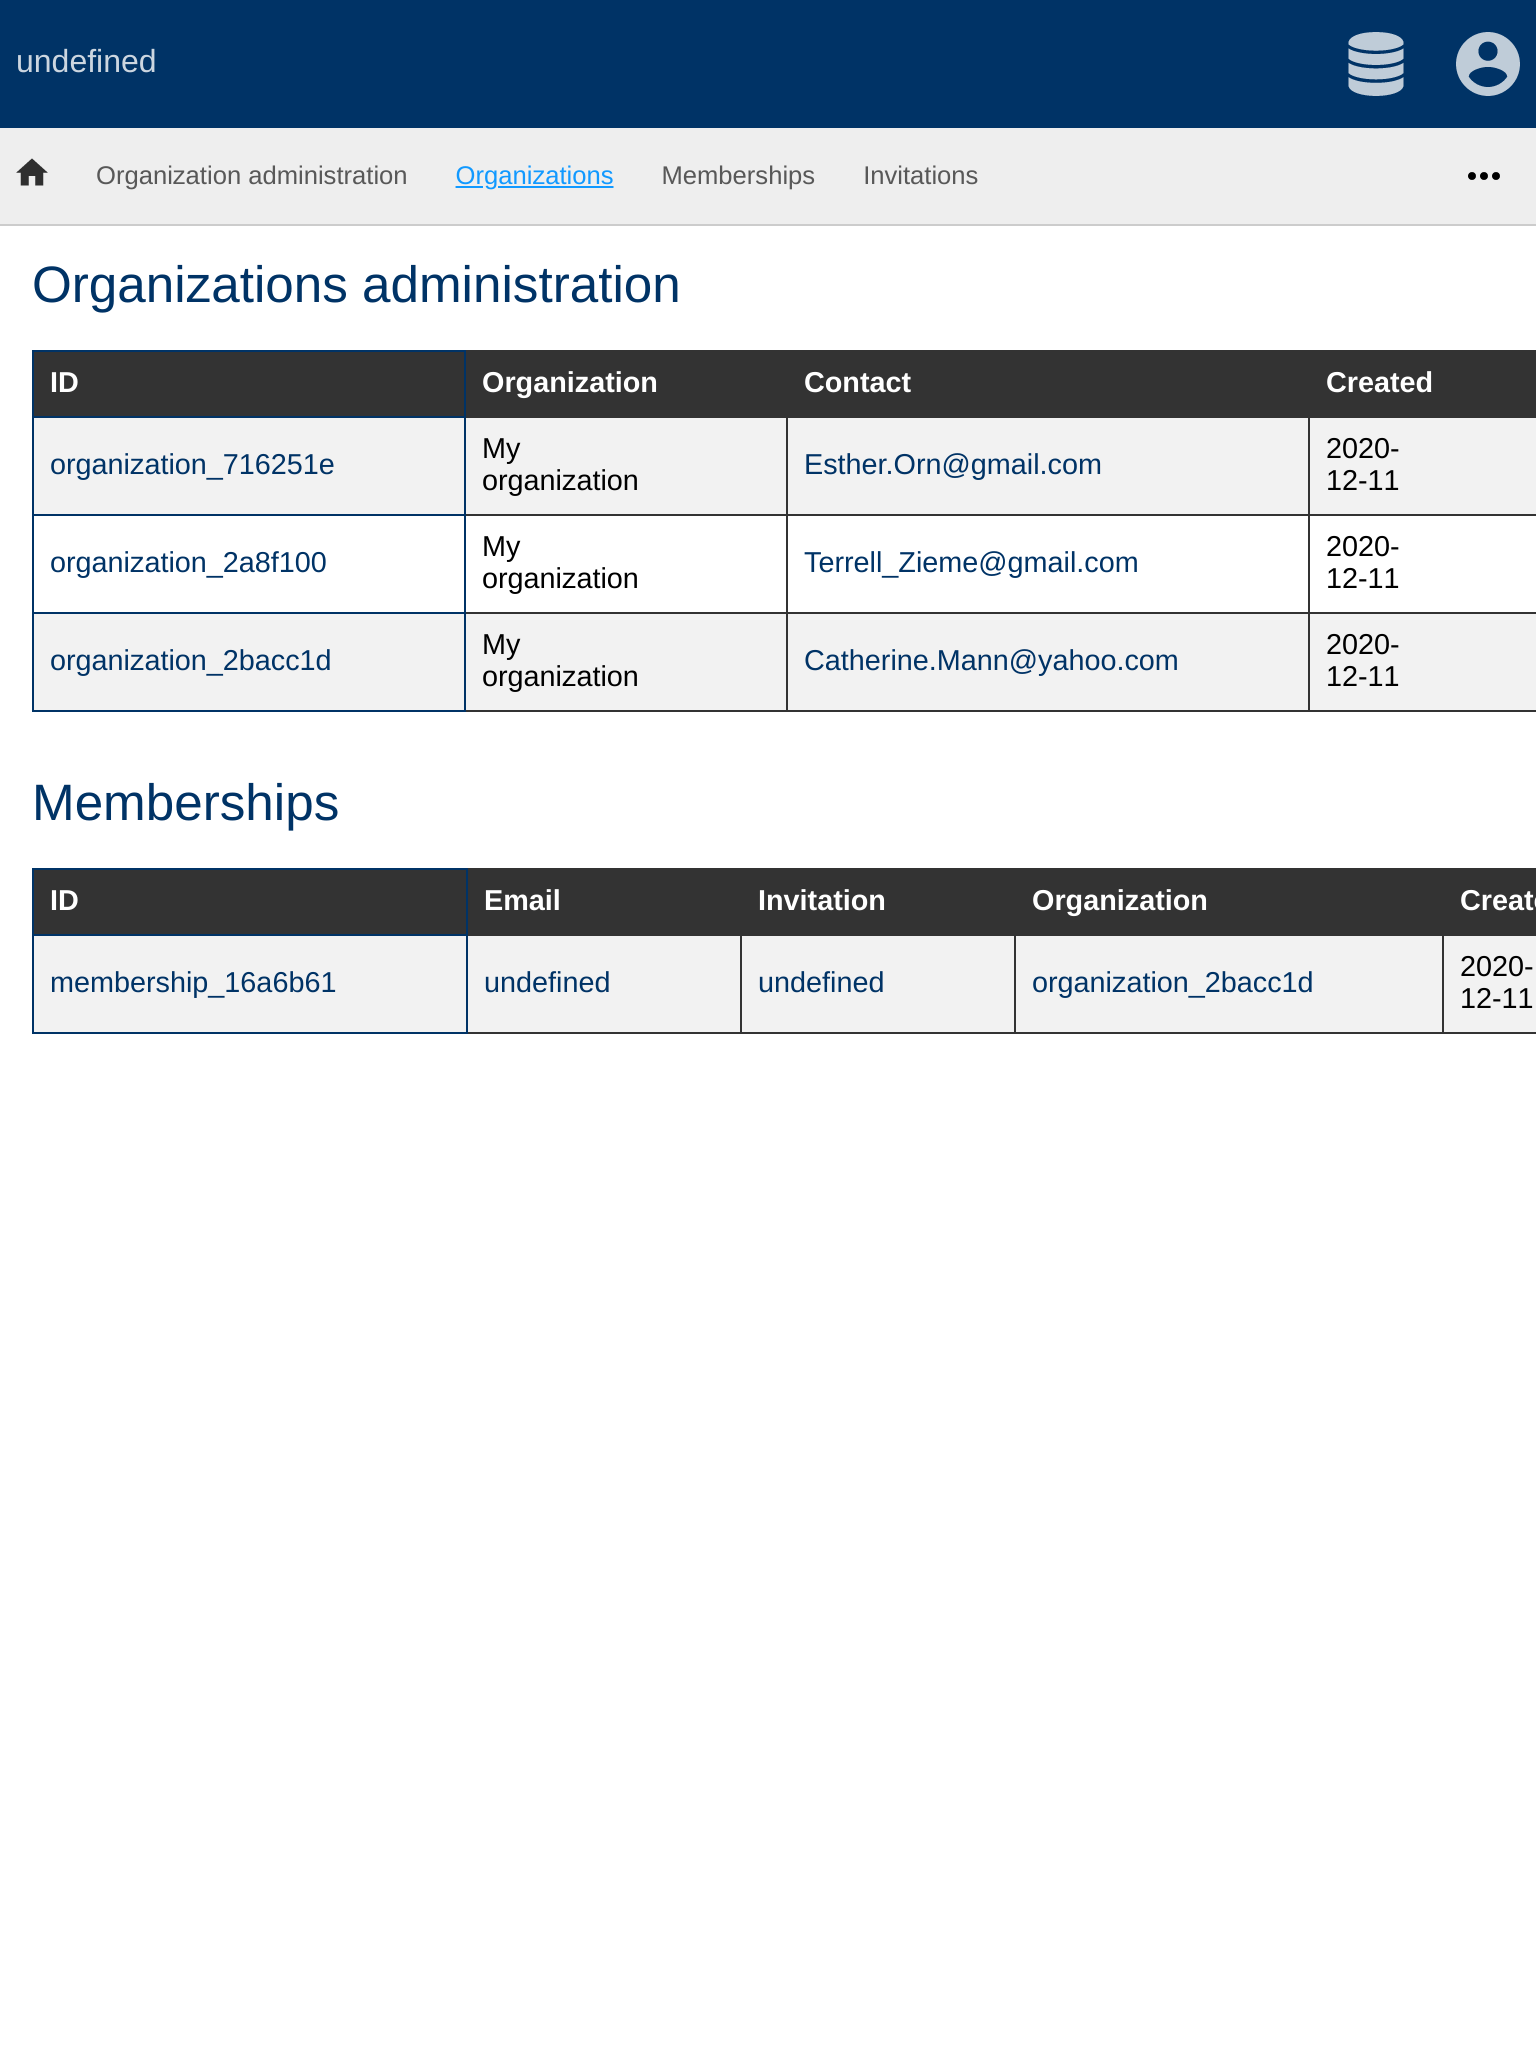 undefined
Organization administration Organizations Memberships Invitations
Organizations administration
ID Organization Contact Created
organization_716251e My organization Esther.Orn@gmail.com 2020-12-11
organization_2a8f100 My organization Terrell_Zieme@gmail.com 2020-12-11
organization_2bacc1d My organization Catherine.Mann@yahoo.com 2020-12-11
Memberships
ID Email Invitation Organization
membership_16a6b61 undefined undefined organization_2bacc1d 2020-12-11